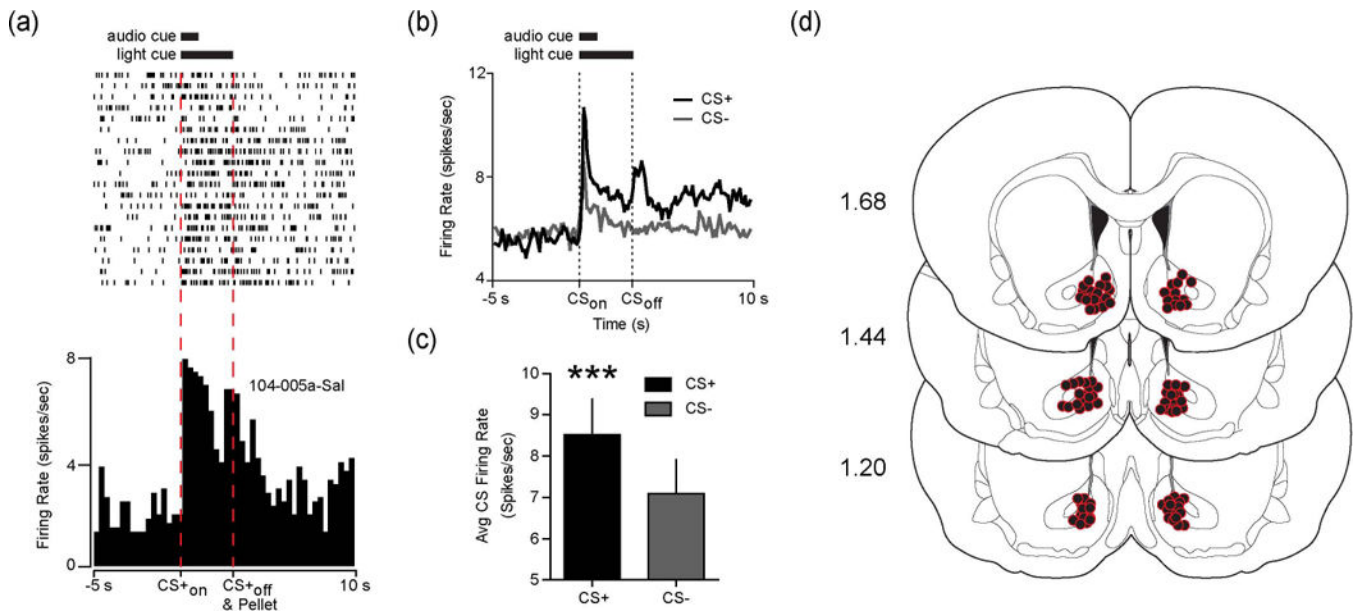 (a)
audio cue
light cue
8
4
0
Firing Rate (spikes/sec)
104-005a-Sal
-5 s
CS+on
CS+off
& Pellet
10 s
(b)
audio cue
light cue
12
8
4
Firing Rate (spikes/sec)
CS+
CS-
-5 s
CSon
CSoff
10 s
Time (s)
(c)
***
CS+
CS-
10
9
8
7
6
5
Avg CS Firing Rate
(Spikes/sec)
CS+
CS-
(d)
1.68
1.44
1.20